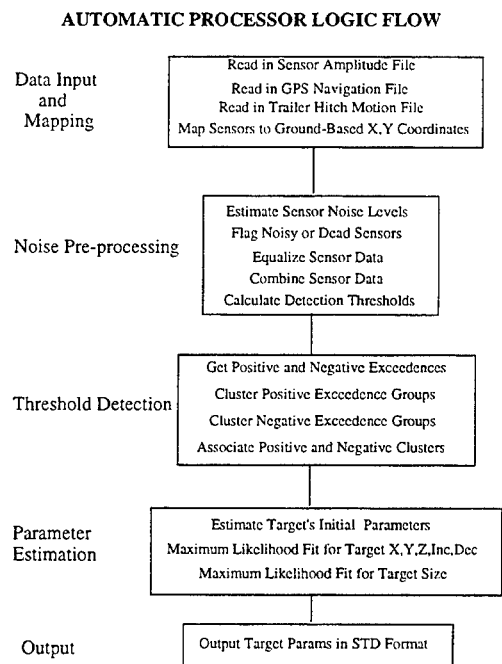 AUTOMATIC PROCESSOR LOGIC FLOW
Data Input
and
Mapping
Read in Sensor Amplitude File
Read in GPS Navigation File
Read in Trailer Hitch Motion File
Map Sensors to Ground-Based X,Y Coordinates
Noise Pre-processing
Estimate Sensor Noise Levels
Flag Noisy or Dead Sensors
Equalize Sensor Data
Combine Sensor Data
Calculate Detection Thresholds
Threshold Detection
Get Positive and Negative Exceedences
Cluster Positive Exceedence Groups
Cluster Negative Exceedence Groups
Associate Positive and Negative Clusters
Parameter
Estimation
Estimate Target's Initial Parameters
Maximum Likelihood Fit for Target X,Y,Z,Inc,Dec
Maximum Likelihood Fit for Target Size
Output
Output Target Params in STD Format